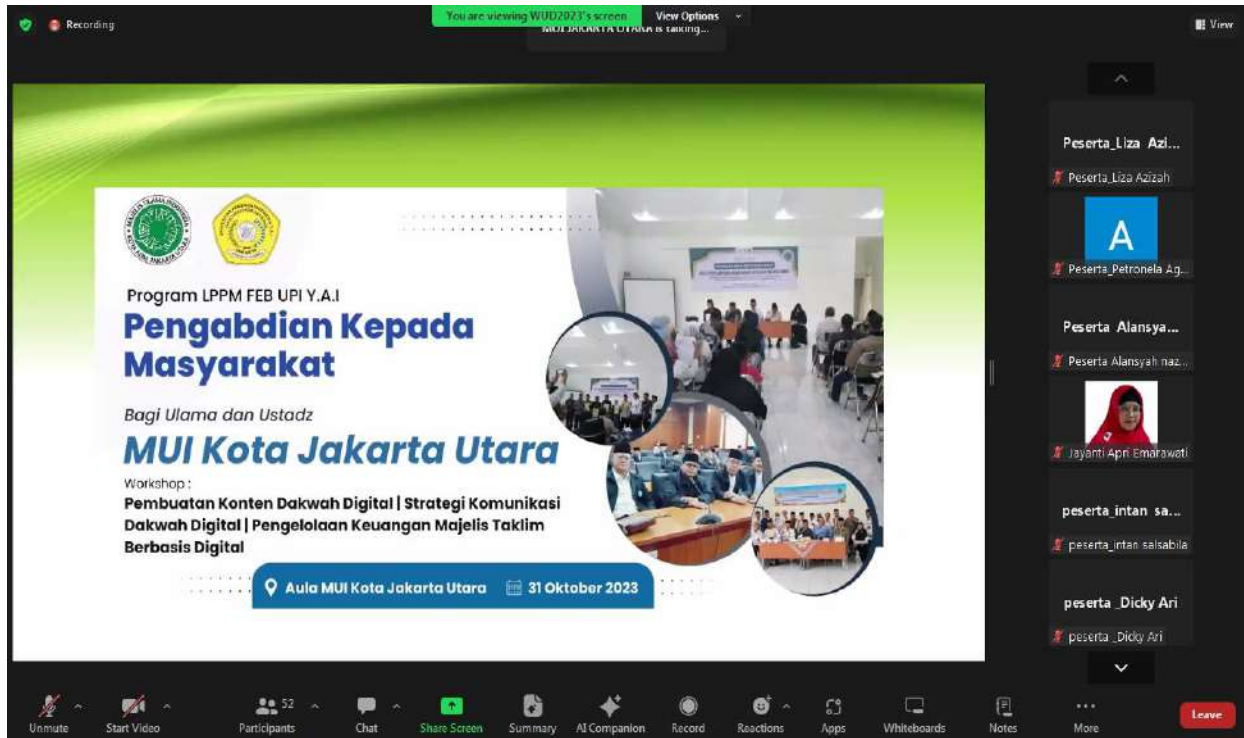 Recording
You are viewing WUD2023's screen
View Options
MUI JAKARTA UTARA is talking...
View
Program LPPM FEB UPI Y.A.I
Pengabdian Kepada
Masyarakat
Bagi Ulama dan Ustadz
MUI Kota Jakarta Utara
Workshop :
Pembuatan Konten Dakwah Digital | Strategi Komunikasi
Dakwah Digital | Pengelolaan Keuangan Majelis Taklim
Berbasis Digital
Aula MUI Kota Jakarta Utara 31 Oktober 2023
Peserta_Liza Azi...
Peserta_Liza Azizah
A
Peserta_Petronela Ag...
Peserta Alansya...
Peserta Alansyah naz...
Jayanti Apri Emarawati
peserta_intan sa...
peserta_intan salsabila
peserta _Dicky Ari
peserta _Dicky Ari
Unmute
Start Video
52
Participants
Chat
Share Screen
Summary
AI Companion
Record
Reactions
Apps
Whiteboards
Notes
More
Leave